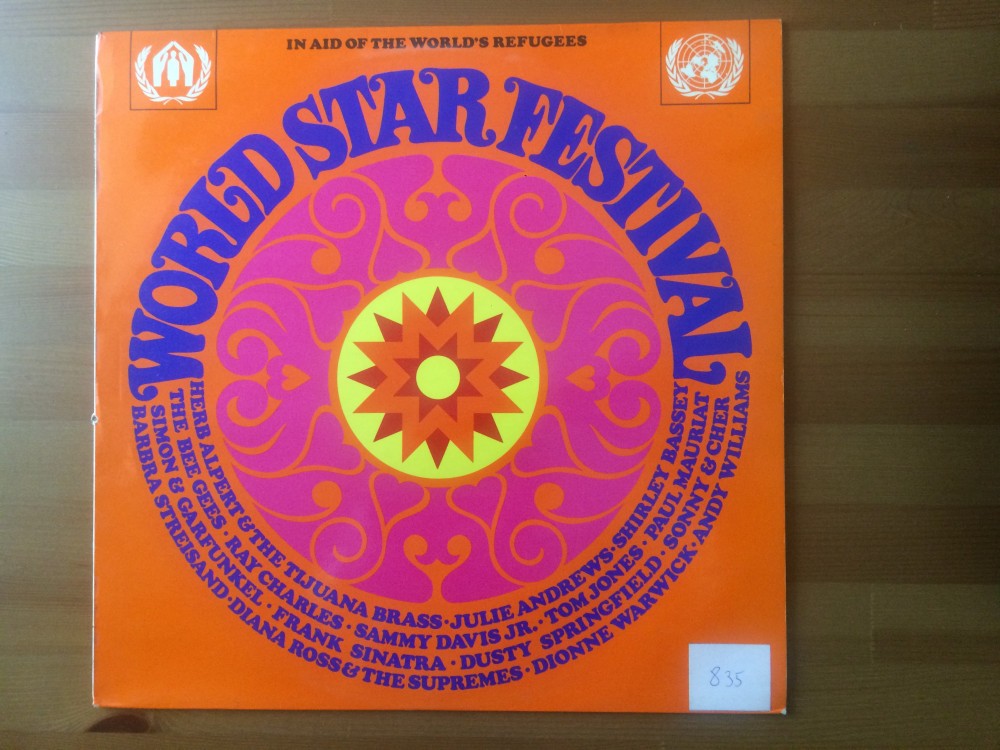 IN AID OF THE WORLD'S REFUGEES
WORLD STAR FESTIVAL
HERB ALPERT & THE TIJUANA BRASS · JULIE ANDREWS · SHIRLEY BASSEY
THE BEE GEES · RAY CHARLES · SAMMY DAVIS JR. · TOM JONES · PAUL MAURIAT
SIMON & GARFUNKEL · FRANK SINATRA · DUSTY SPRINGFIELD · SONNY & CHER
BARBRA STREISAND · DIANA ROSS & THE SUPREMES · DIONNE WARWICK · ANDY WILLIAMS
835